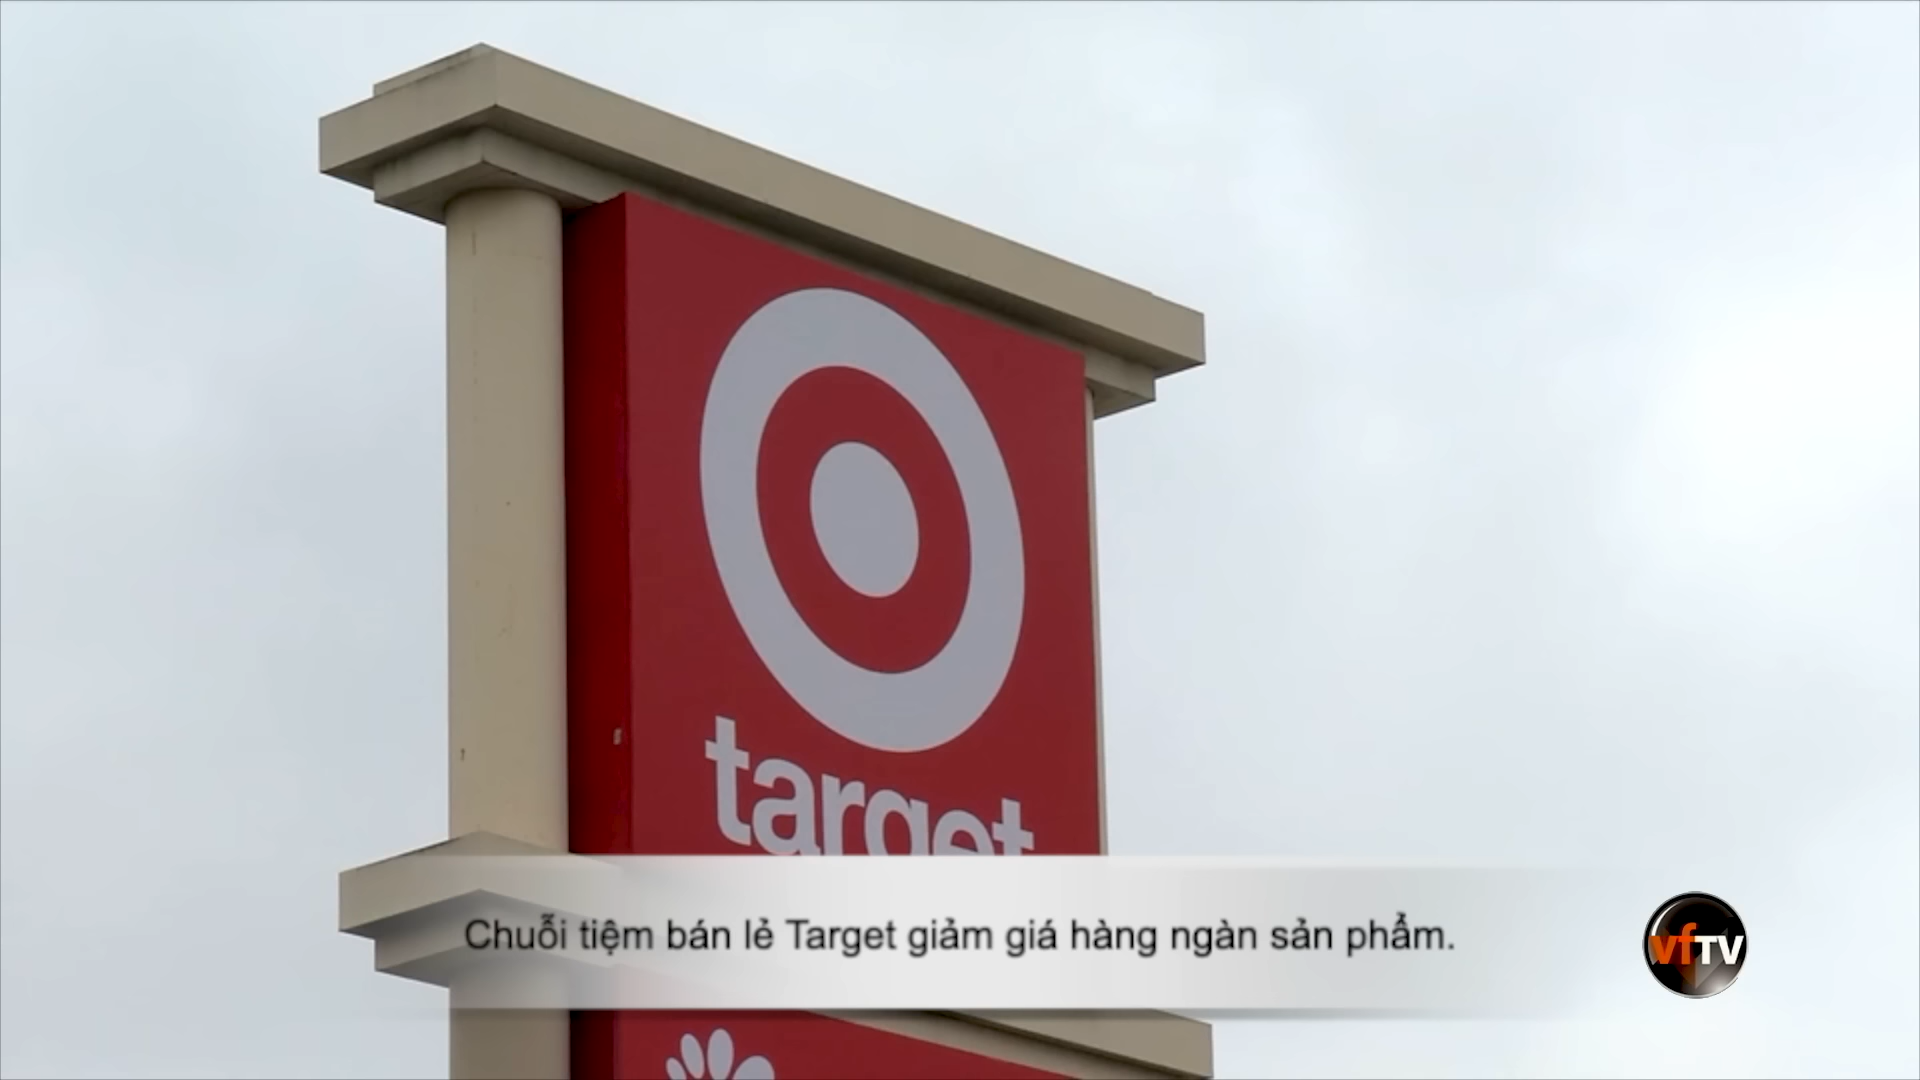 target
Chuỗi tiệm bán lẻ Target giảm giá hàng ngàn sản phẩm.
vfTV